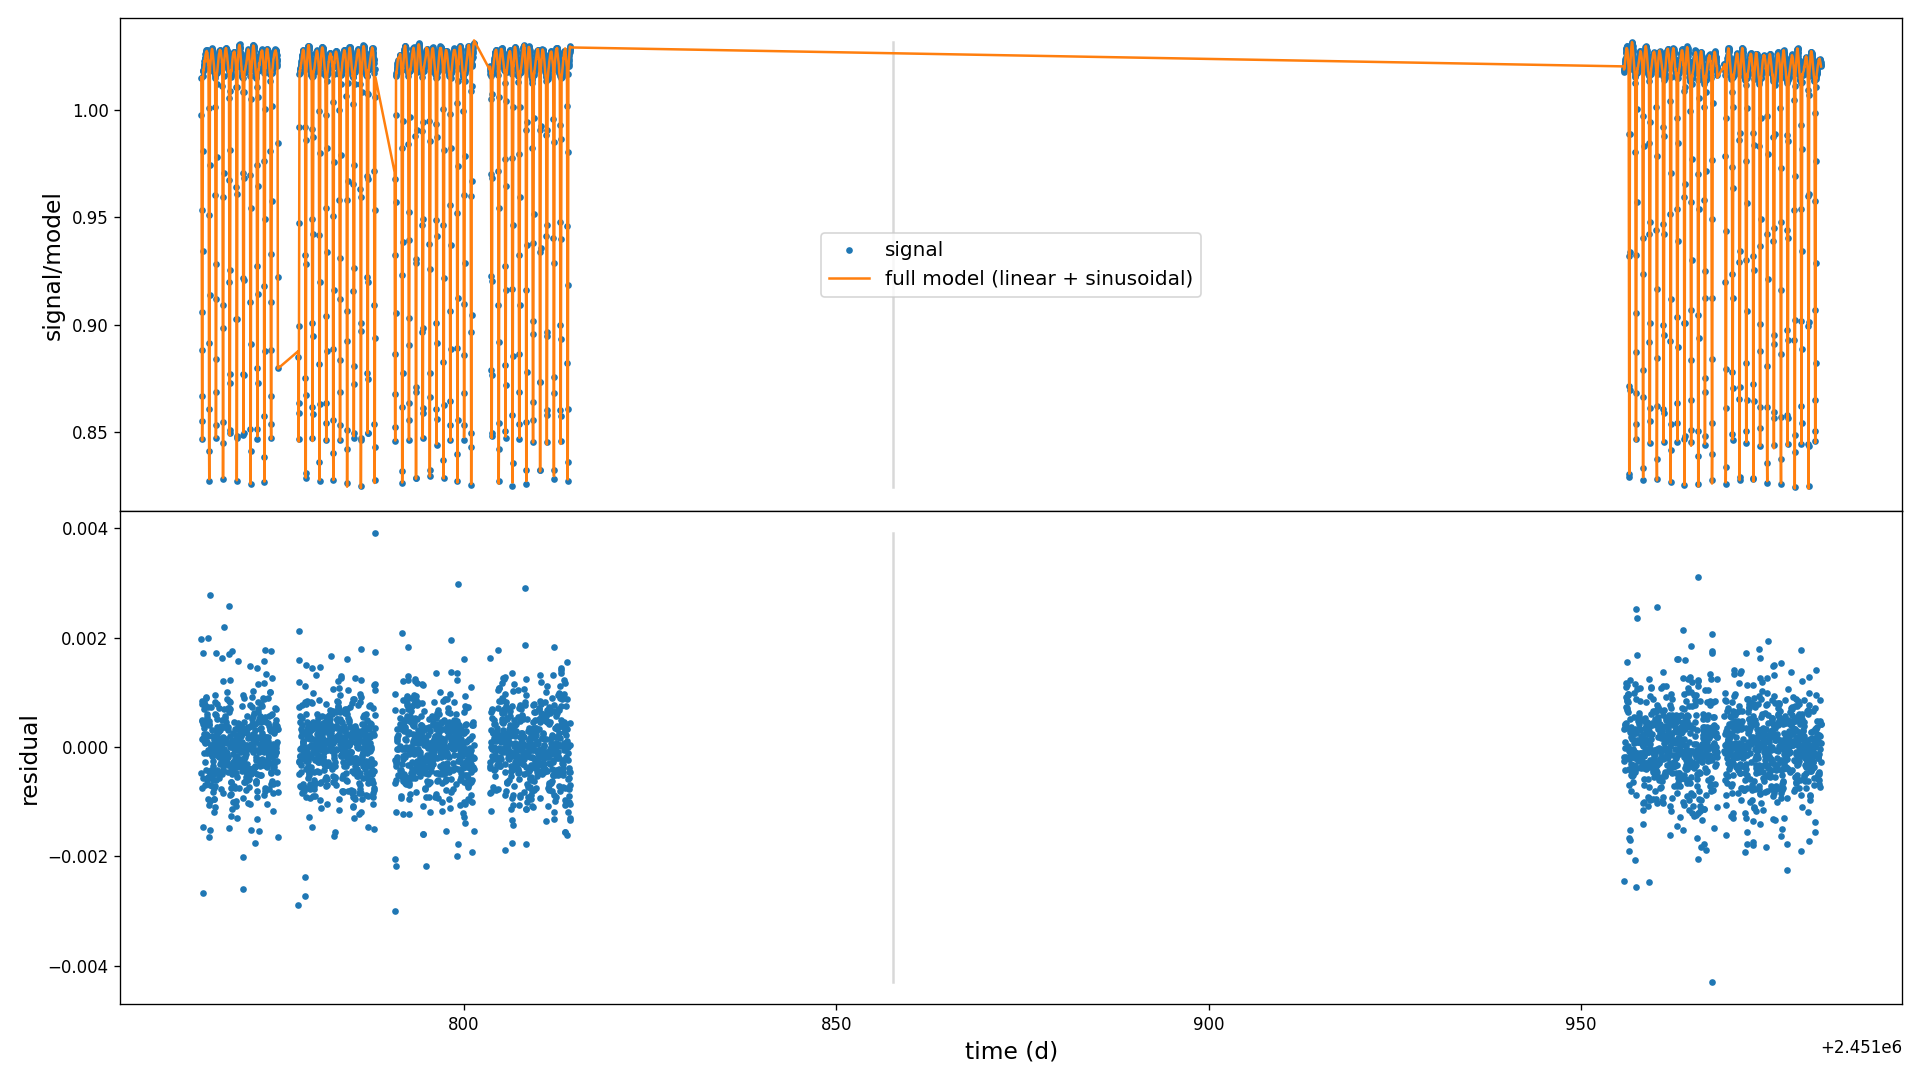 signal/model
1.00
0.95
0.90
0.85
signal
full model (linear + sinusoidal)
residual
0.004
0.002
0.000
−0.002
−0.004
800
850
900
950
time (d)
+2.451e6